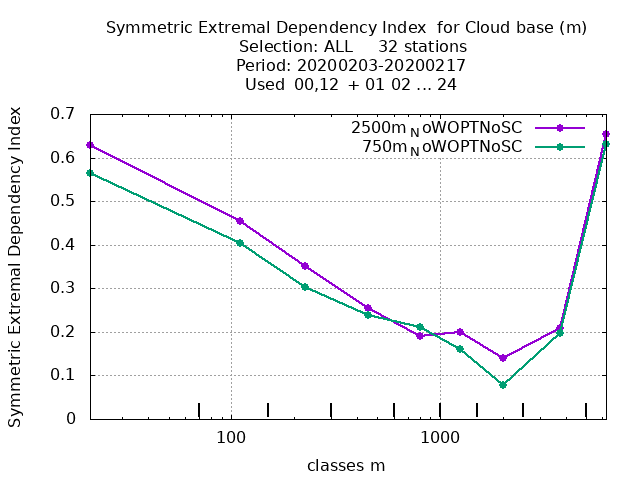 Symmetric Extremal Dependency Index  for Cloud base (m)
Selection: ALL     32 stations
Period: 20200203-20200217
Used  00,12  + 01 02 ... 24
2500m_NoWOPTNoSC
750m_NoWOPTNoSC
Symmetric Extremal Dependency Index
0.7
0.6
0.5
0.4
0.3
0.2
0.1
0
100
1000
classes m